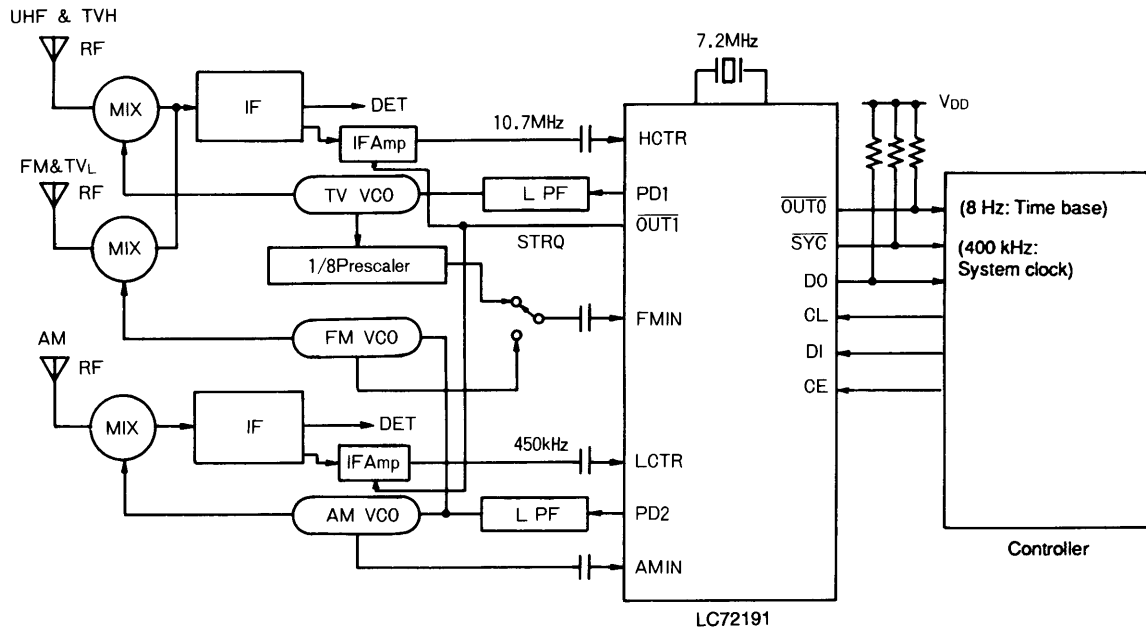 UHF & TVH
RF
MIX
IF
DET
IFAmp
10.7MHz
7.2MHz
VDD
HCTR
FM&TVL
RF
MIX
TV VCO
L PF
PD1
OUT1
STRQ
1/8Prescaler
FMIN
FM VCO
OUT0
SYC
DO
CL
DI
CE
(8 Hz: Time base)
(400 kHz:
System clock)
AM
RF
MIX
IF
DET
IFAmp
450kHz
LCTR
AM VCO
L PF
PD2
AMIN
Controller
LC72191